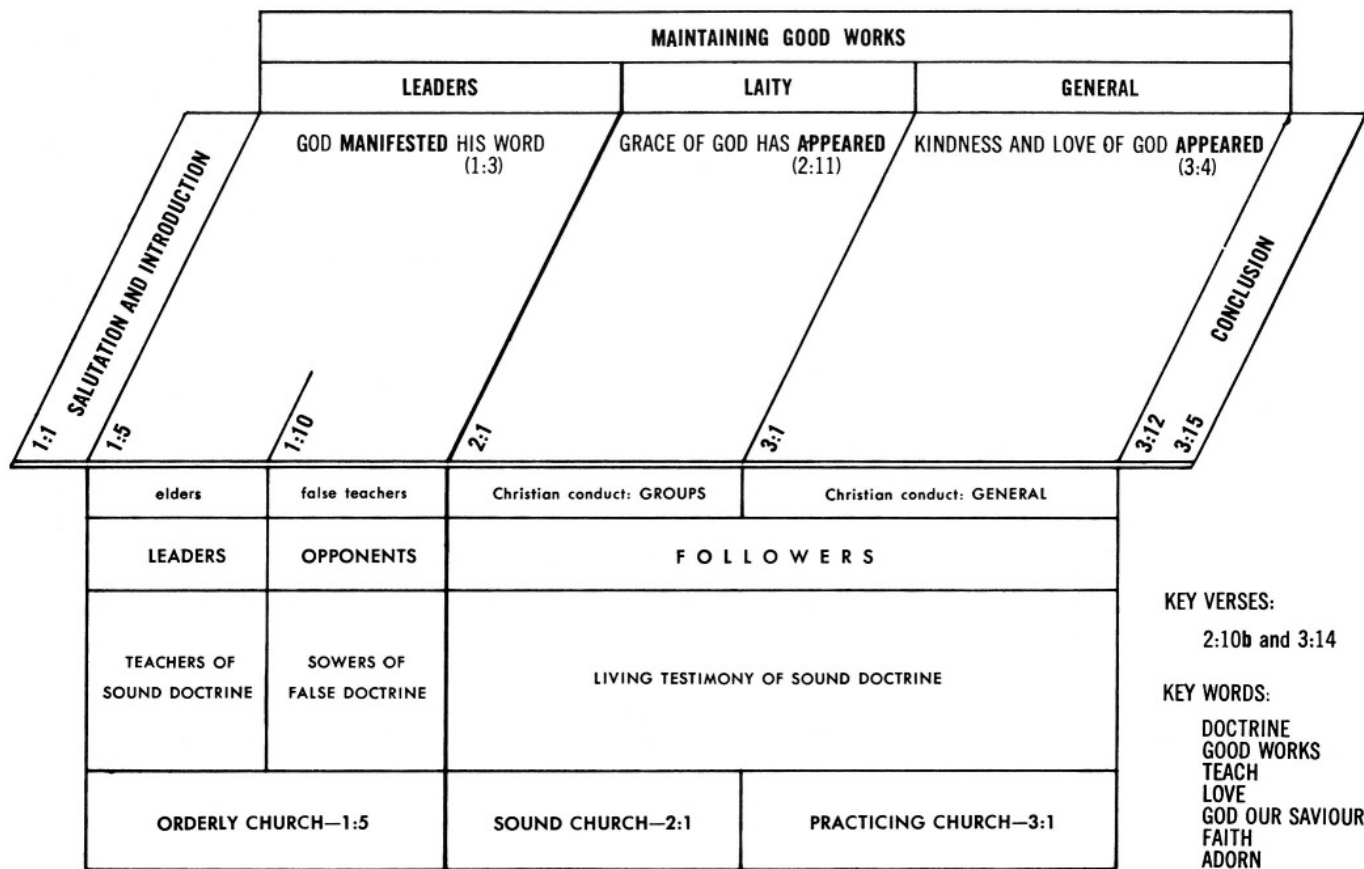 MAINTAINING GOOD WORKS
LEADERS
LAITY
GENERAL
GOD MANIFESTED HIS WORD
(1:3)
GRACE OF GOD HAS APPEARED
(2:11)
KINDNESS AND LOVE OF GOD APPEARED
(3:4)
SALUTATION AND INTRODUCTION
CONCLUSION
1:1
1:5
1:10
2:1
3:1
3:12
3:15
elders
false teachers
Christian conduct: GROUPS
Christian conduct: GENERAL
LEADERS
OPPONENTS
FOLLOWERS
TEACHERS OF
SOUND DOCTRINE
SOWERS OF
FALSE DOCTRINE
LIVING TESTIMONY OF SOUND DOCTRINE
ORDERLY CHURCH—1:5
SOUND CHURCH—2:1
PRACTICING CHURCH—3:1
KEY VERSES:
2:10b and 3:14
KEY WORDS:
DOCTRINE
GOOD WORKS
TEACH
LOVE
GOD OUR SAVIOUR
FAITH
ADORN